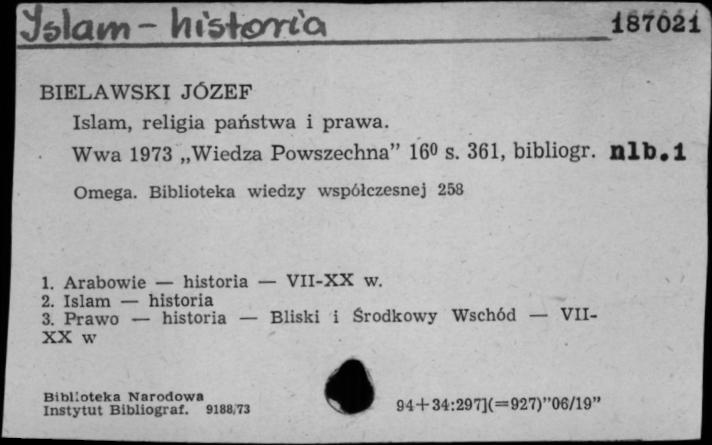 Islam - historia 187021
BIELAWSKI JÓZEF
Islam, religia państwa i prawa.
Wwa 1973 „Wiedza Powszechna” 16⁰ s. 361, bibliogr. nlb.1
Omega. Biblioteka wiedzy współczesnej 258
1. Arabowie — historia — VII-XX w.
2. Islam — historia
3. Prawo — historia — Bliski i Środkowy Wschód — VII-
XX w
Biblioteka Narodowa
Instytut Bibliograf. 9188/73 94+34:297](=927)”06/19”